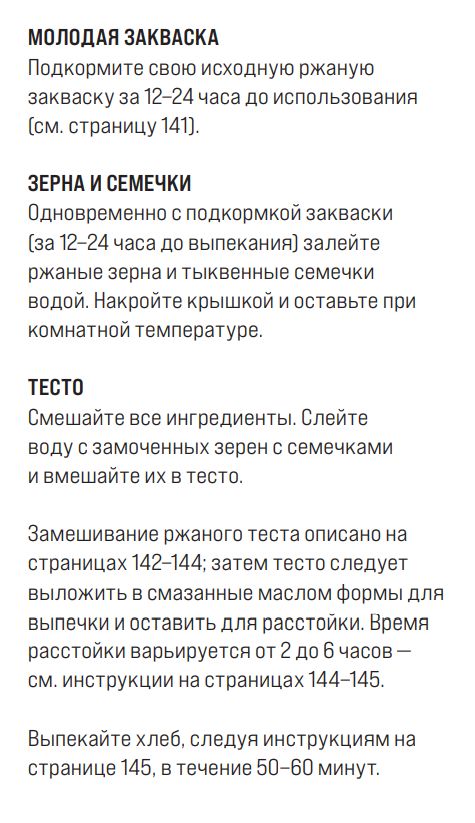 МОЛОДАЯ ЗАКВАСКА
Подкормите свою исходную ржаную
закваску за 12–24 часа до использования
(см. страницу 141).
ЗЕРНА И СЕМЕЧКИ
Одновременно с подкормкой закваски
(за 12–24 часа до выпекания) залейте
ржаные зерна и тыквенные семечки
водой. Накройте крышкой и оставьте при
комнатной температуре.
ТЕСТО
Смешайте все ингредиенты. Слейте
воду с замоченных зерен с семечками
и вмешайте их в тесто.
Замешивание ржаного теста описано на
страницах 142–144; затем тесто следует
выложить в смазанные маслом формы для
выпечки и оставить для расстойки. Время
расстойки варьируется от 2 до 6 часов —
см. инструкции на страницах 144–145.
Выпекайте хлеб, следуя инструкциям на
странице 145, в течение 50–60 минут.